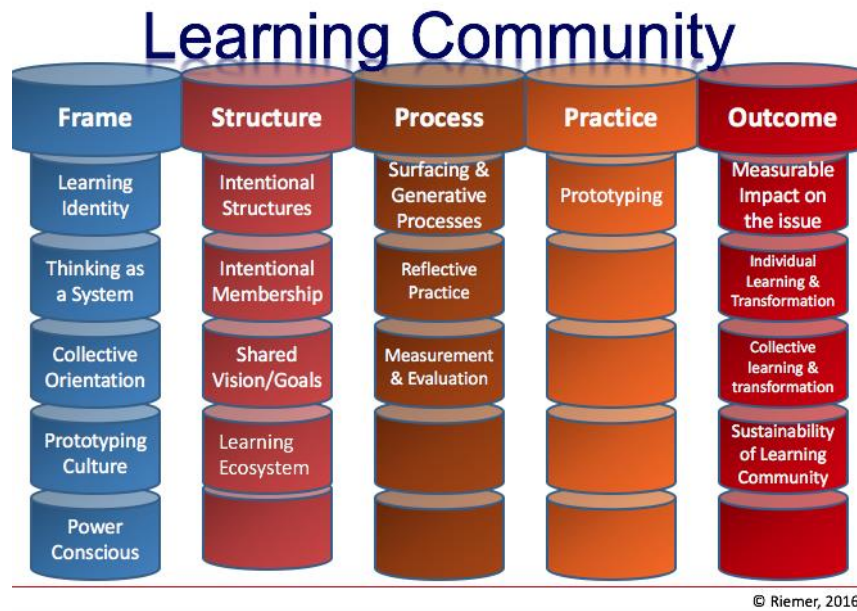 Learning Community
Frame
Structure
Process
Practice
Outcome
Learning
Identity
Thinking as
a System
Collective
Orientation
Prototyping
Culture
Power
Conscious
Intentional
Structures
Intentional
Membership
Shared
Vision/Goals
Learning
Ecosystem
Surfacing &
Generative
Processes
Reflective
Practice
Measurement
& Evaluation
Prototyping
Measurable
Impact on
the issue
Individual
Learning &
Transformation
Collective
learning &
transformation
Sustainability
of Learning
Community
© Riemer, 2016